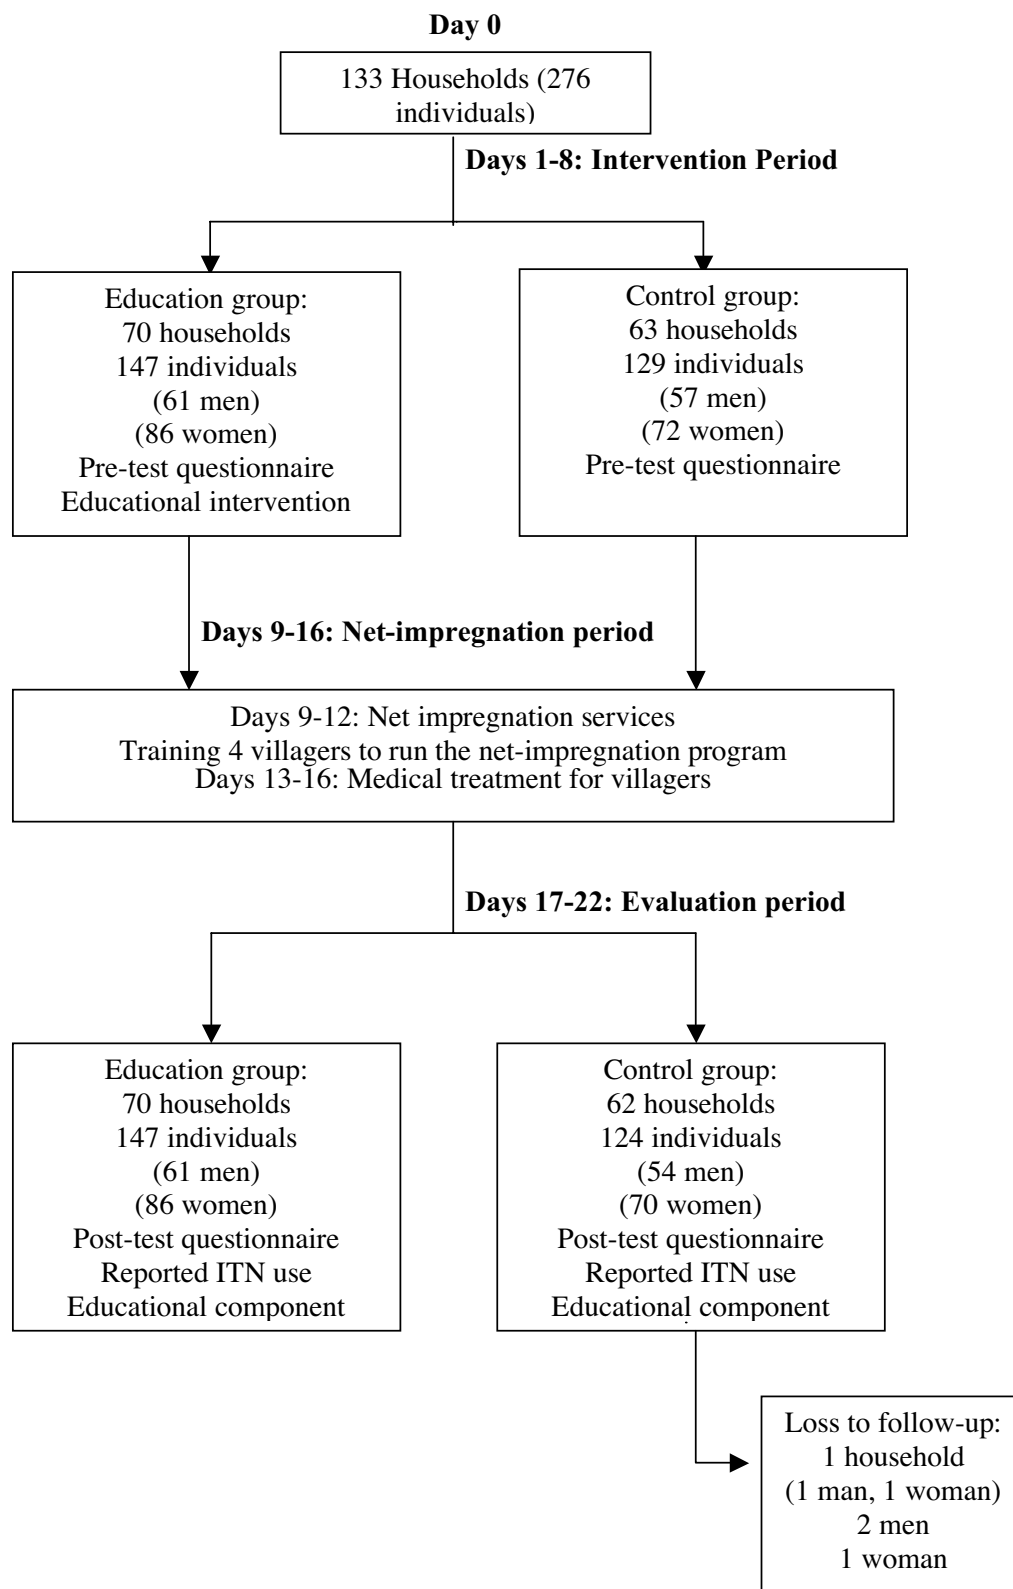 Day 0
133 Households (276
individuals)
Days 1-8: Intervention Period
Education group:
70 households
147 individuals
(61 men)
(86 women)
Pre-test questionnaire
Educational intervention
Control group:
63 households
129 individuals
(57 men)
(72 women)
Pre-test questionnaire
Days 9-16: Net-impregnation period
Days 9-12: Net impregnation services
Training 4 villagers to run the net-impregnation program
Days 13-16: Medical treatment for villagers
Days 17-22: Evaluation period
Education group:
70 households
147 individuals
(61 men)
(86 women)
Post-test questionnaire
Reported ITN use
Educational component
Control group:
62 households
124 individuals
(54 men)
(70 women)
Post-test questionnaire
Reported ITN use
Educational component
Loss to follow-up:
1 household
(1 man, 1 woman)
2 men
1 woman